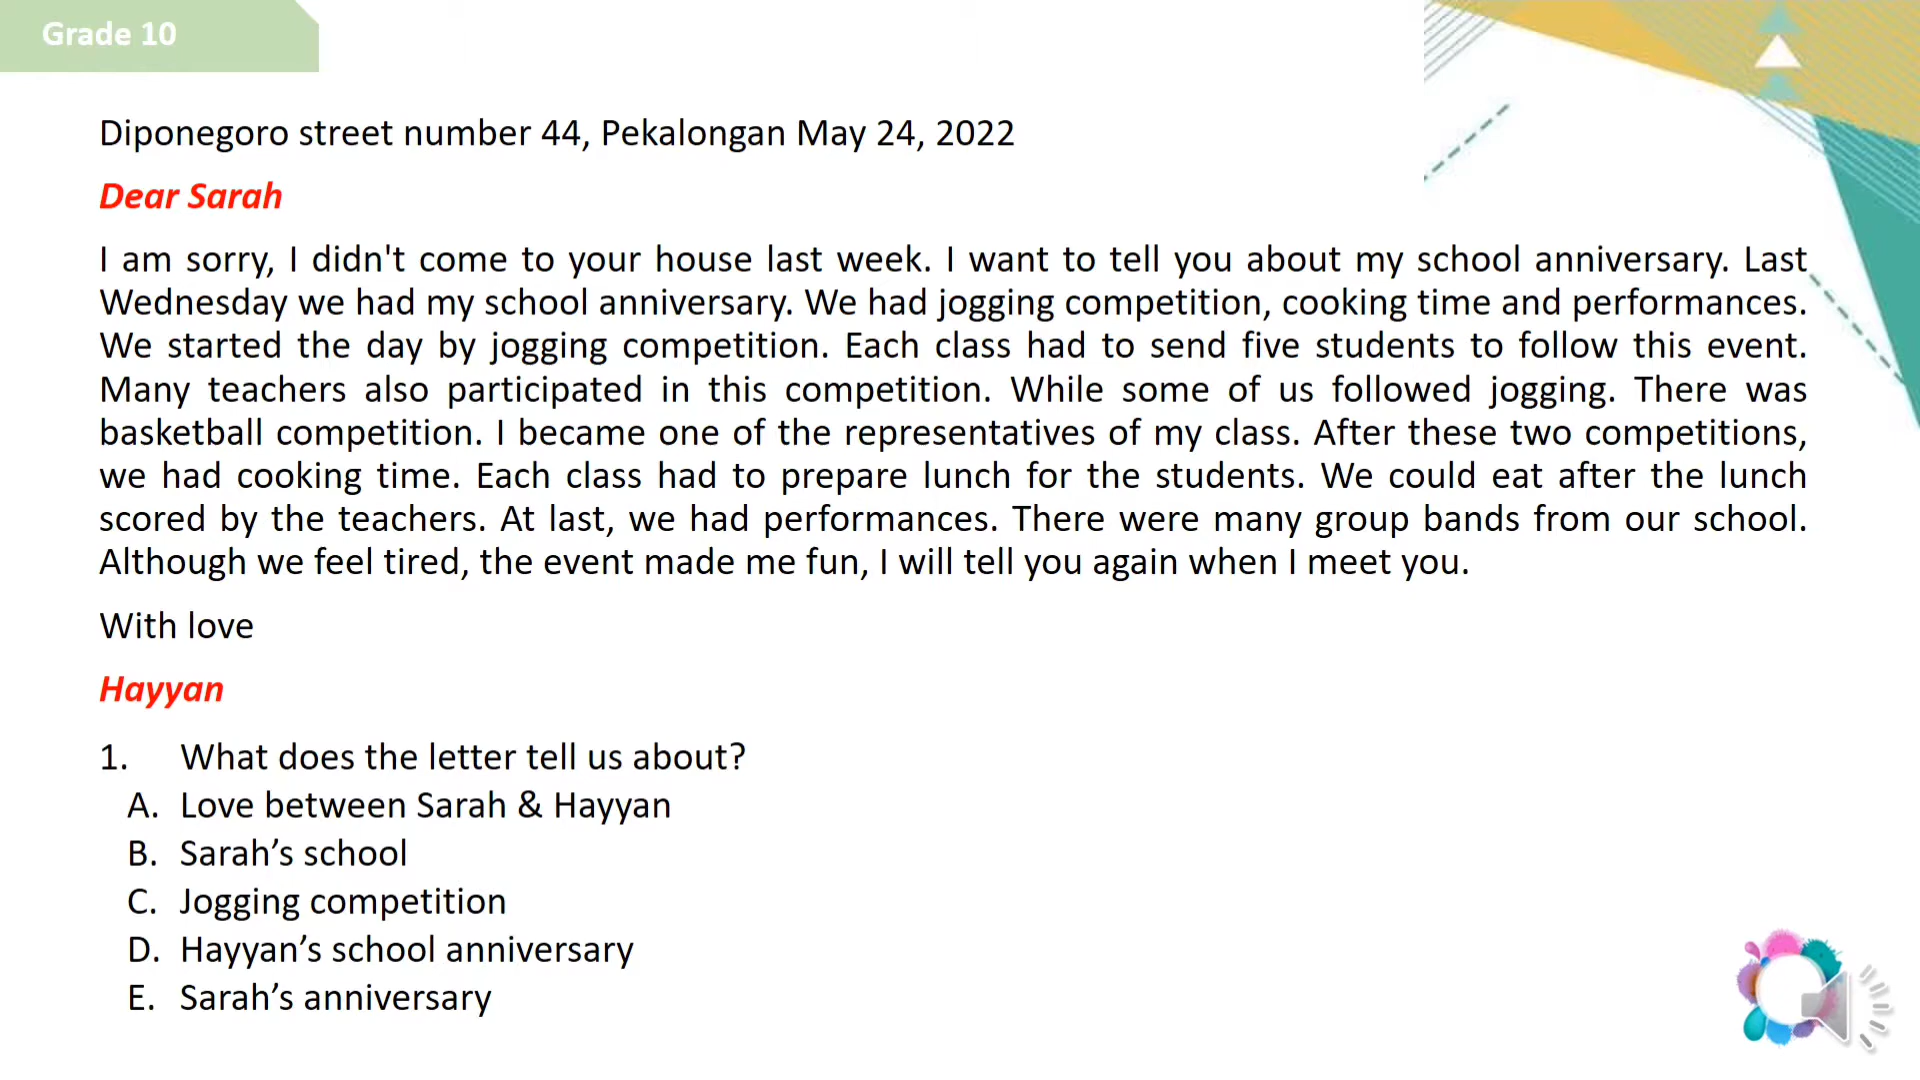 Grade 10
Diponegoro street number 44, Pekalongan May 24, 2022
Dear Sarah
I am sorry, I didn't come to your house last week. I want to tell you about my school anniversary. Last
Wednesday we had my school anniversary. We had jogging competition, cooking time and performances.
We started the day by jogging competition. Each class had to send five students to follow this event.
Many teachers also participated in this competition. While some of us followed jogging. There was
basketball competition. I became one of the representatives of my class. After these two competitions,
we had cooking time. Each class had to prepare lunch for the students. We could eat after the lunch
scored by the teachers. At last, we had performances. There were many group bands from our school.
Although we feel tired, the event made me fun, I will tell you again when I meet you.
With love
Hayyan
1. What does the letter tell us about?
A. Love between Sarah & Hayyan
B. Sarah’s school
C. Jogging competition
D. Hayyan’s school anniversary
E. Sarah’s anniversary